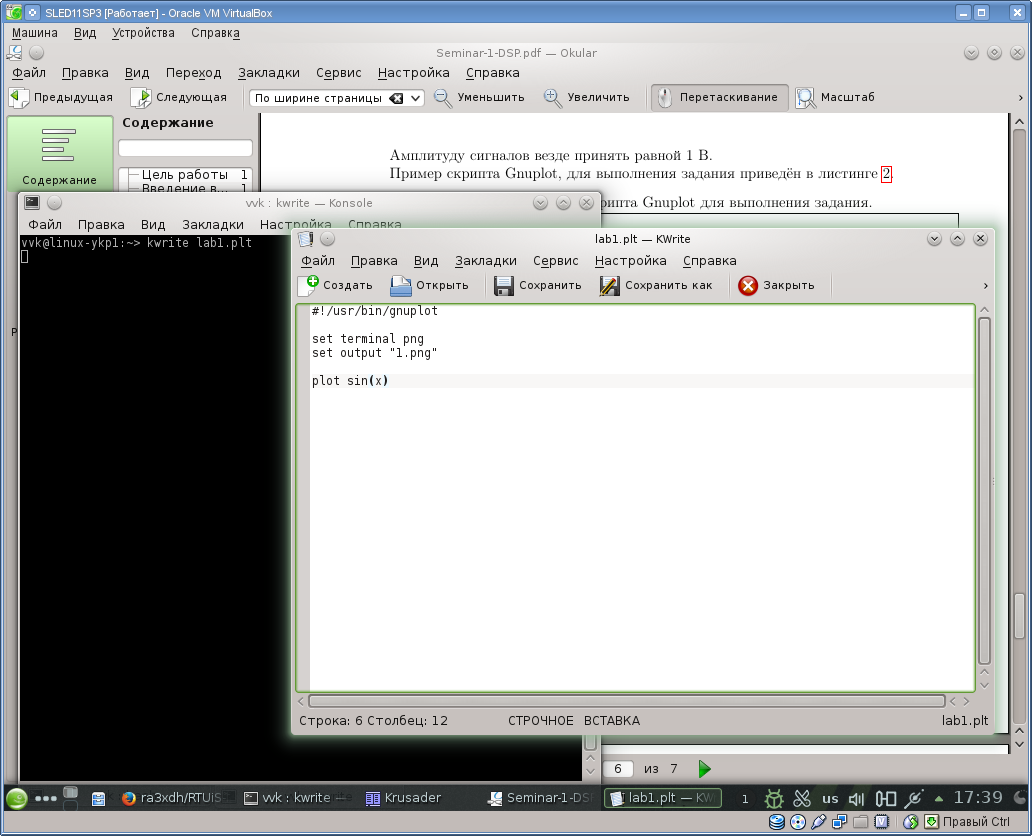 SLED11SP3 [Работает] - Oracle VM VirtualBox
Машина Вид Устройства Справка
Seminar-1-DSP.pdf — Okular
Файл Правка Вид Переход Закладки Сервис Настройка Справка
Предыдущая Следующая По ширине страницы Уменьшить Увеличить Перетаскивание Масштаб
Содержание
Содержание
Цель работы 1
Введение в... 1
Амплитуду сигналов везде принять равной 1 В.
Пример скрипта Gnuplot, для выполнения задания приведён в листинге 2.
рипта Gnuplot для выполнения задания.
vvk : kwrite — Konsole
Файл Правка Вид Закладки Настройка Справка
vvk@linux-ykp1:~> kwrite lab1.plt
lab1.plt — KWrite
Файл Правка Вид Закладки Сервис Настройка Справка
Создать Открыть Сохранить Сохранить как Закрыть
#!/usr/bin/gnuplot
set terminal png
set output "1.png"
plot sin(x)
Строка: 6 Столбец: 12 СТРОЧНОЕ ВСТАВКА lab1.plt
6 из 7
ra3xdh/RTUiS vvk : kwrite Krusader Seminar-1-DS lab1.plt — KW 1 us 17:39
Правый Ctrl